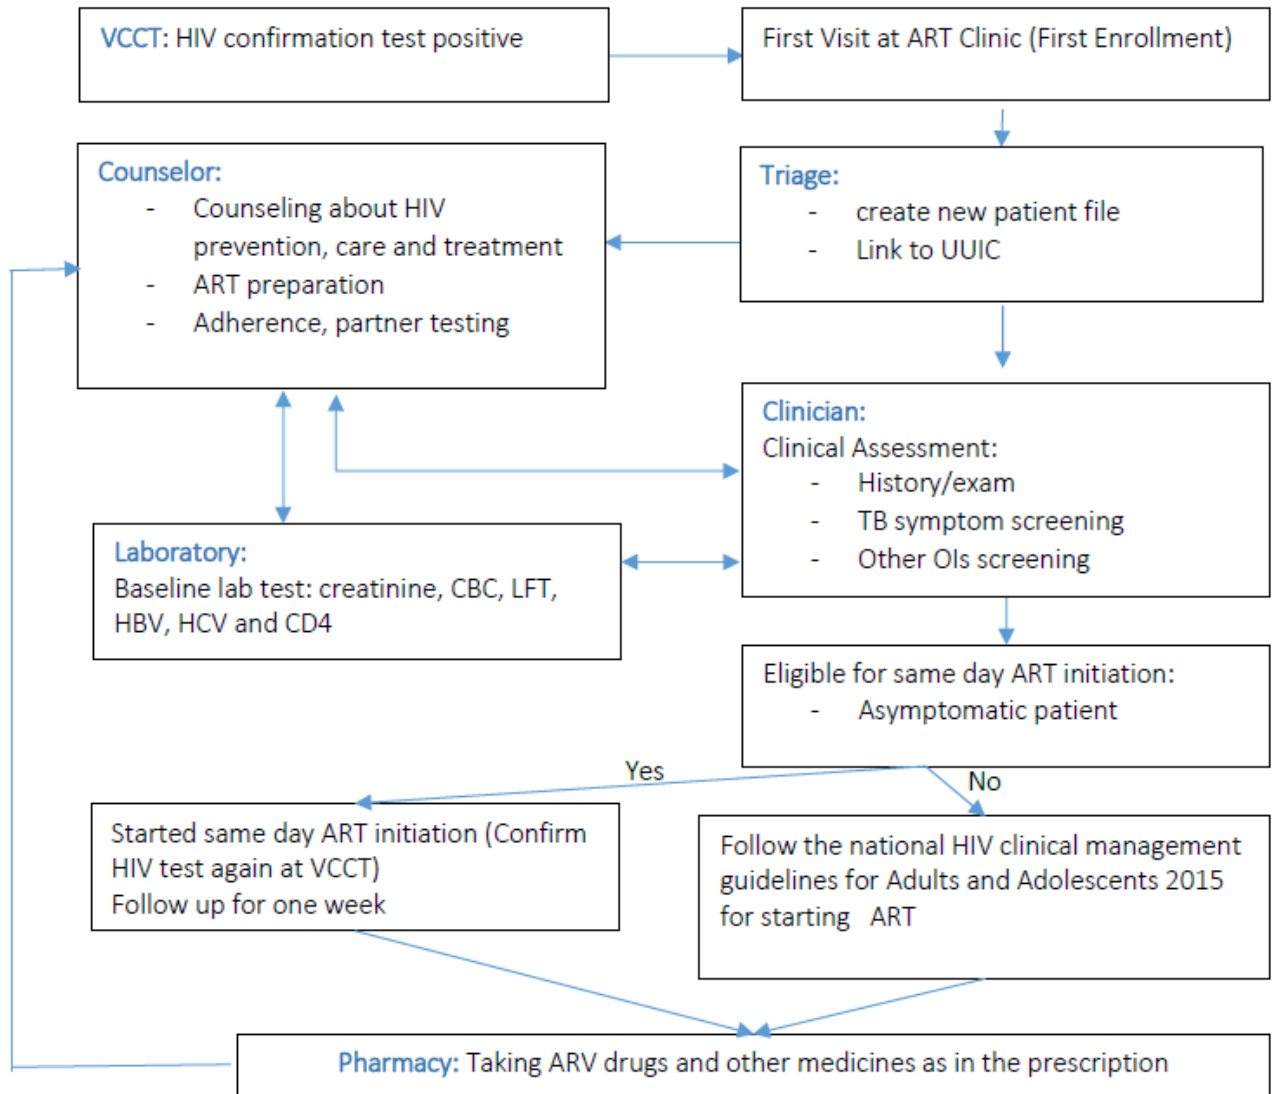 VCCT: HIV confirmation test positive
First Visit at ART Clinic (First Enrollment)
Counselor:
- Counseling about HIV
prevention, care and treatment
- ART preparation
- Adherence, partner testing
Triage:
- create new patient file
- Link to UUIC
Clinician:
Clinical Assessment:
- History/exam
- TB symptom screening
- Other OIs screening
Laboratory:
Baseline lab test: creatinine, CBC, LFT,
HBV, HCV and CD4
Eligible for same day ART initiation:
- Asymptomatic patient
Yes
No
Started same day ART initiation (Confirm
HIV test again at VCCT)
Follow up for one week
Follow the national HIV clinical management
guidelines for Adults and Adolescents 2015
for starting ART
Pharmacy: Taking ARV drugs and other medicines as in the prescription